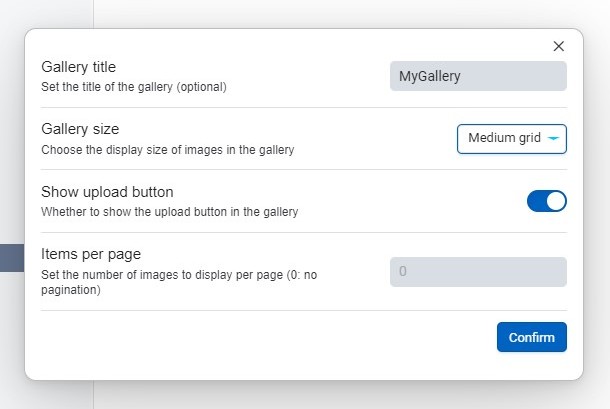 Gallery title
Set the title of the gallery (optional)
MyGallery
Gallery size
Choose the display size of images in the gallery
Medium grid
Show upload button
Whether to show the upload button in the gallery
Items per page
Set the number of images to display per page (0: no
pagination)
0
Confirm